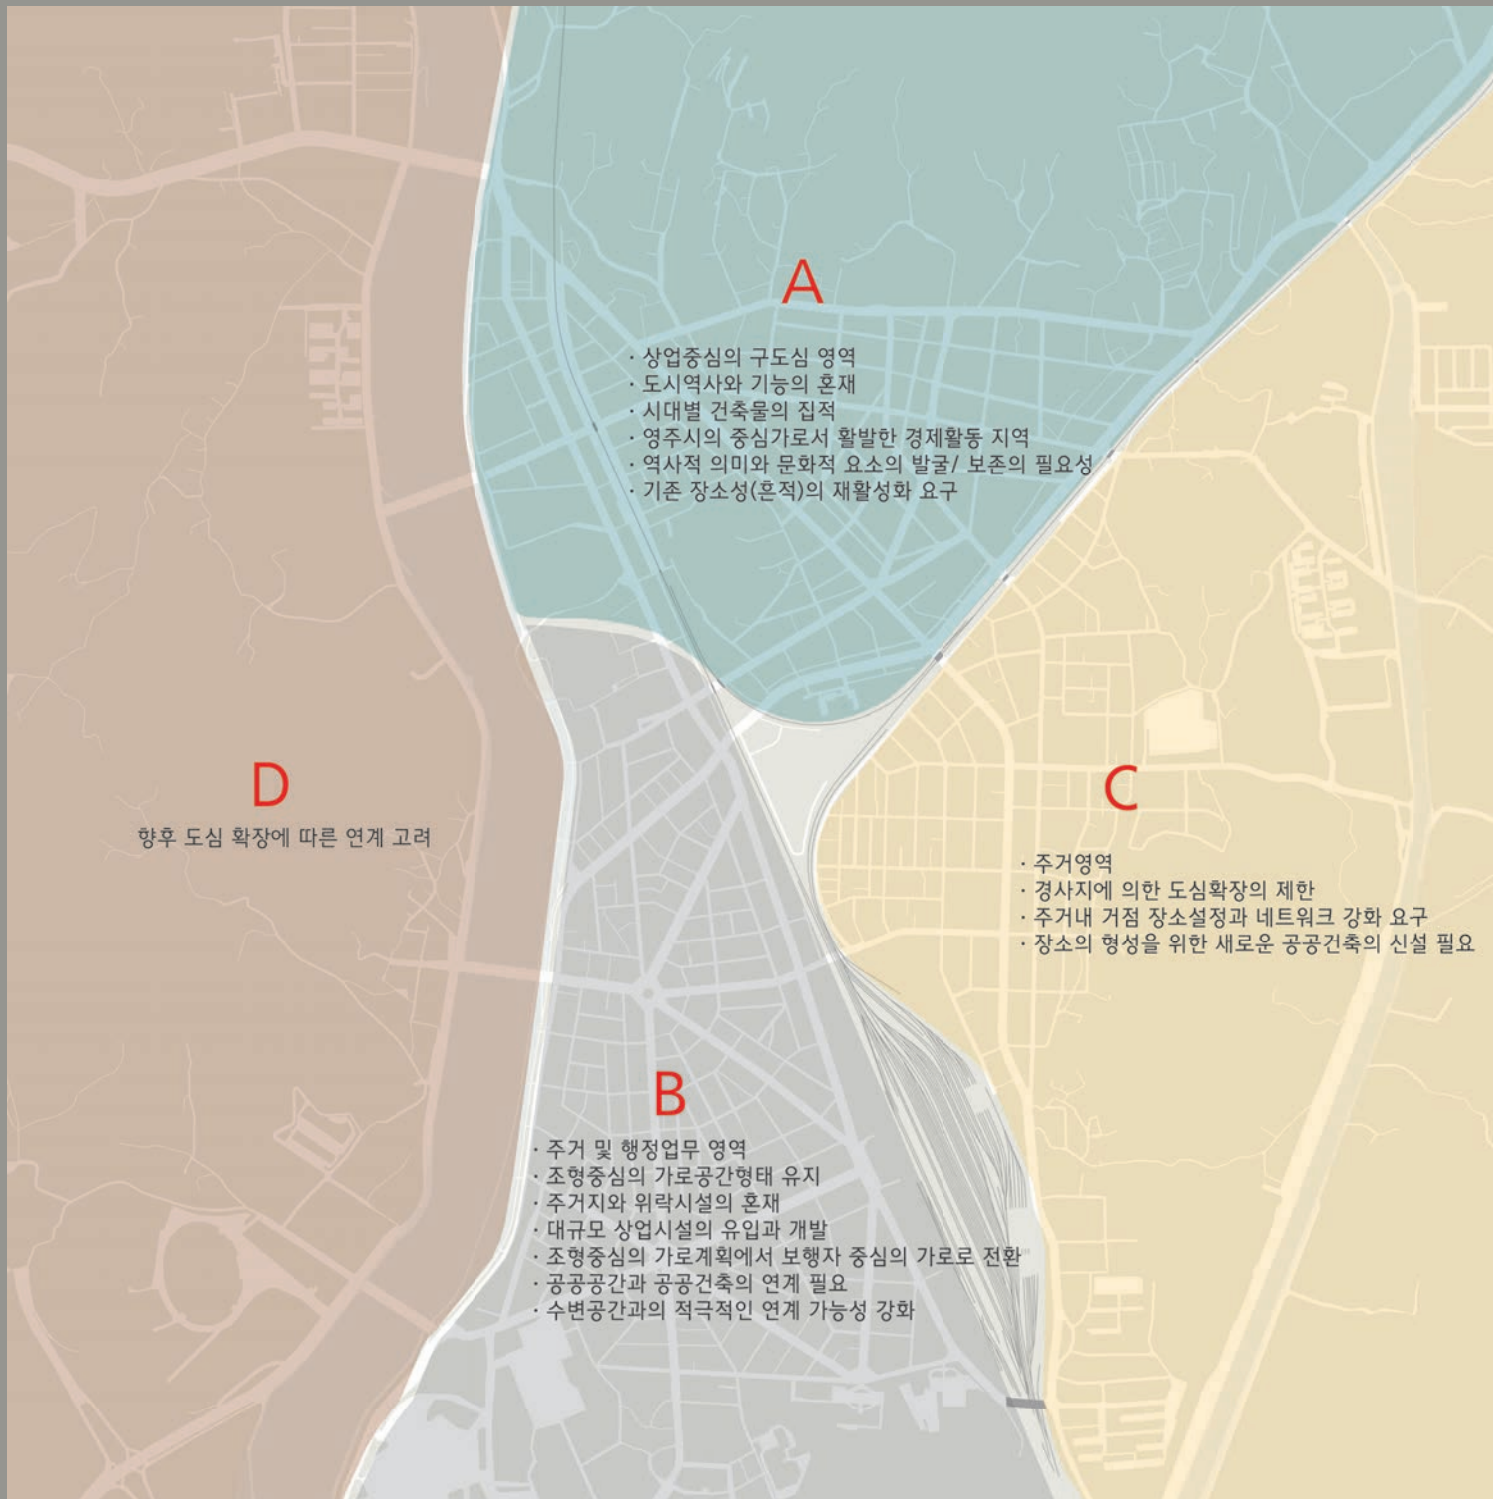 A
· 상업중심의 구도심 영역
· 도시역사와 기능의 혼재
· 시대별 건축물의 집적
· 영주시의 중심가로서 활발한 경제활동 지역
· 역사적 의미와 문화적 요소의 발굴/ 보존의 필요성
· 기존 장소성(흔적)의 재활성화 요구
D
향후 도심 확장에 따른 연계 고려
C
· 주거영역
· 경사지에 의한 도심확장의 제한
· 주거내 거점 장소설정과 네트워크 강화 요구
· 장소의 형성을 위한 새로운 공공건축의 신설 필요
B
· 주거 및 행정업무 영역
· 조형중심의 가로공간형태 유지
· 주거지와 위락시설의 혼재
· 대규모 상업시설의 유입과 개발
· 조형중심의 가로계획에서 보행자 중심의 가로로 전환
· 공공공간과 공공건축의 연계 필요
· 수변공간과의 적극적인 연계 가능성 강화